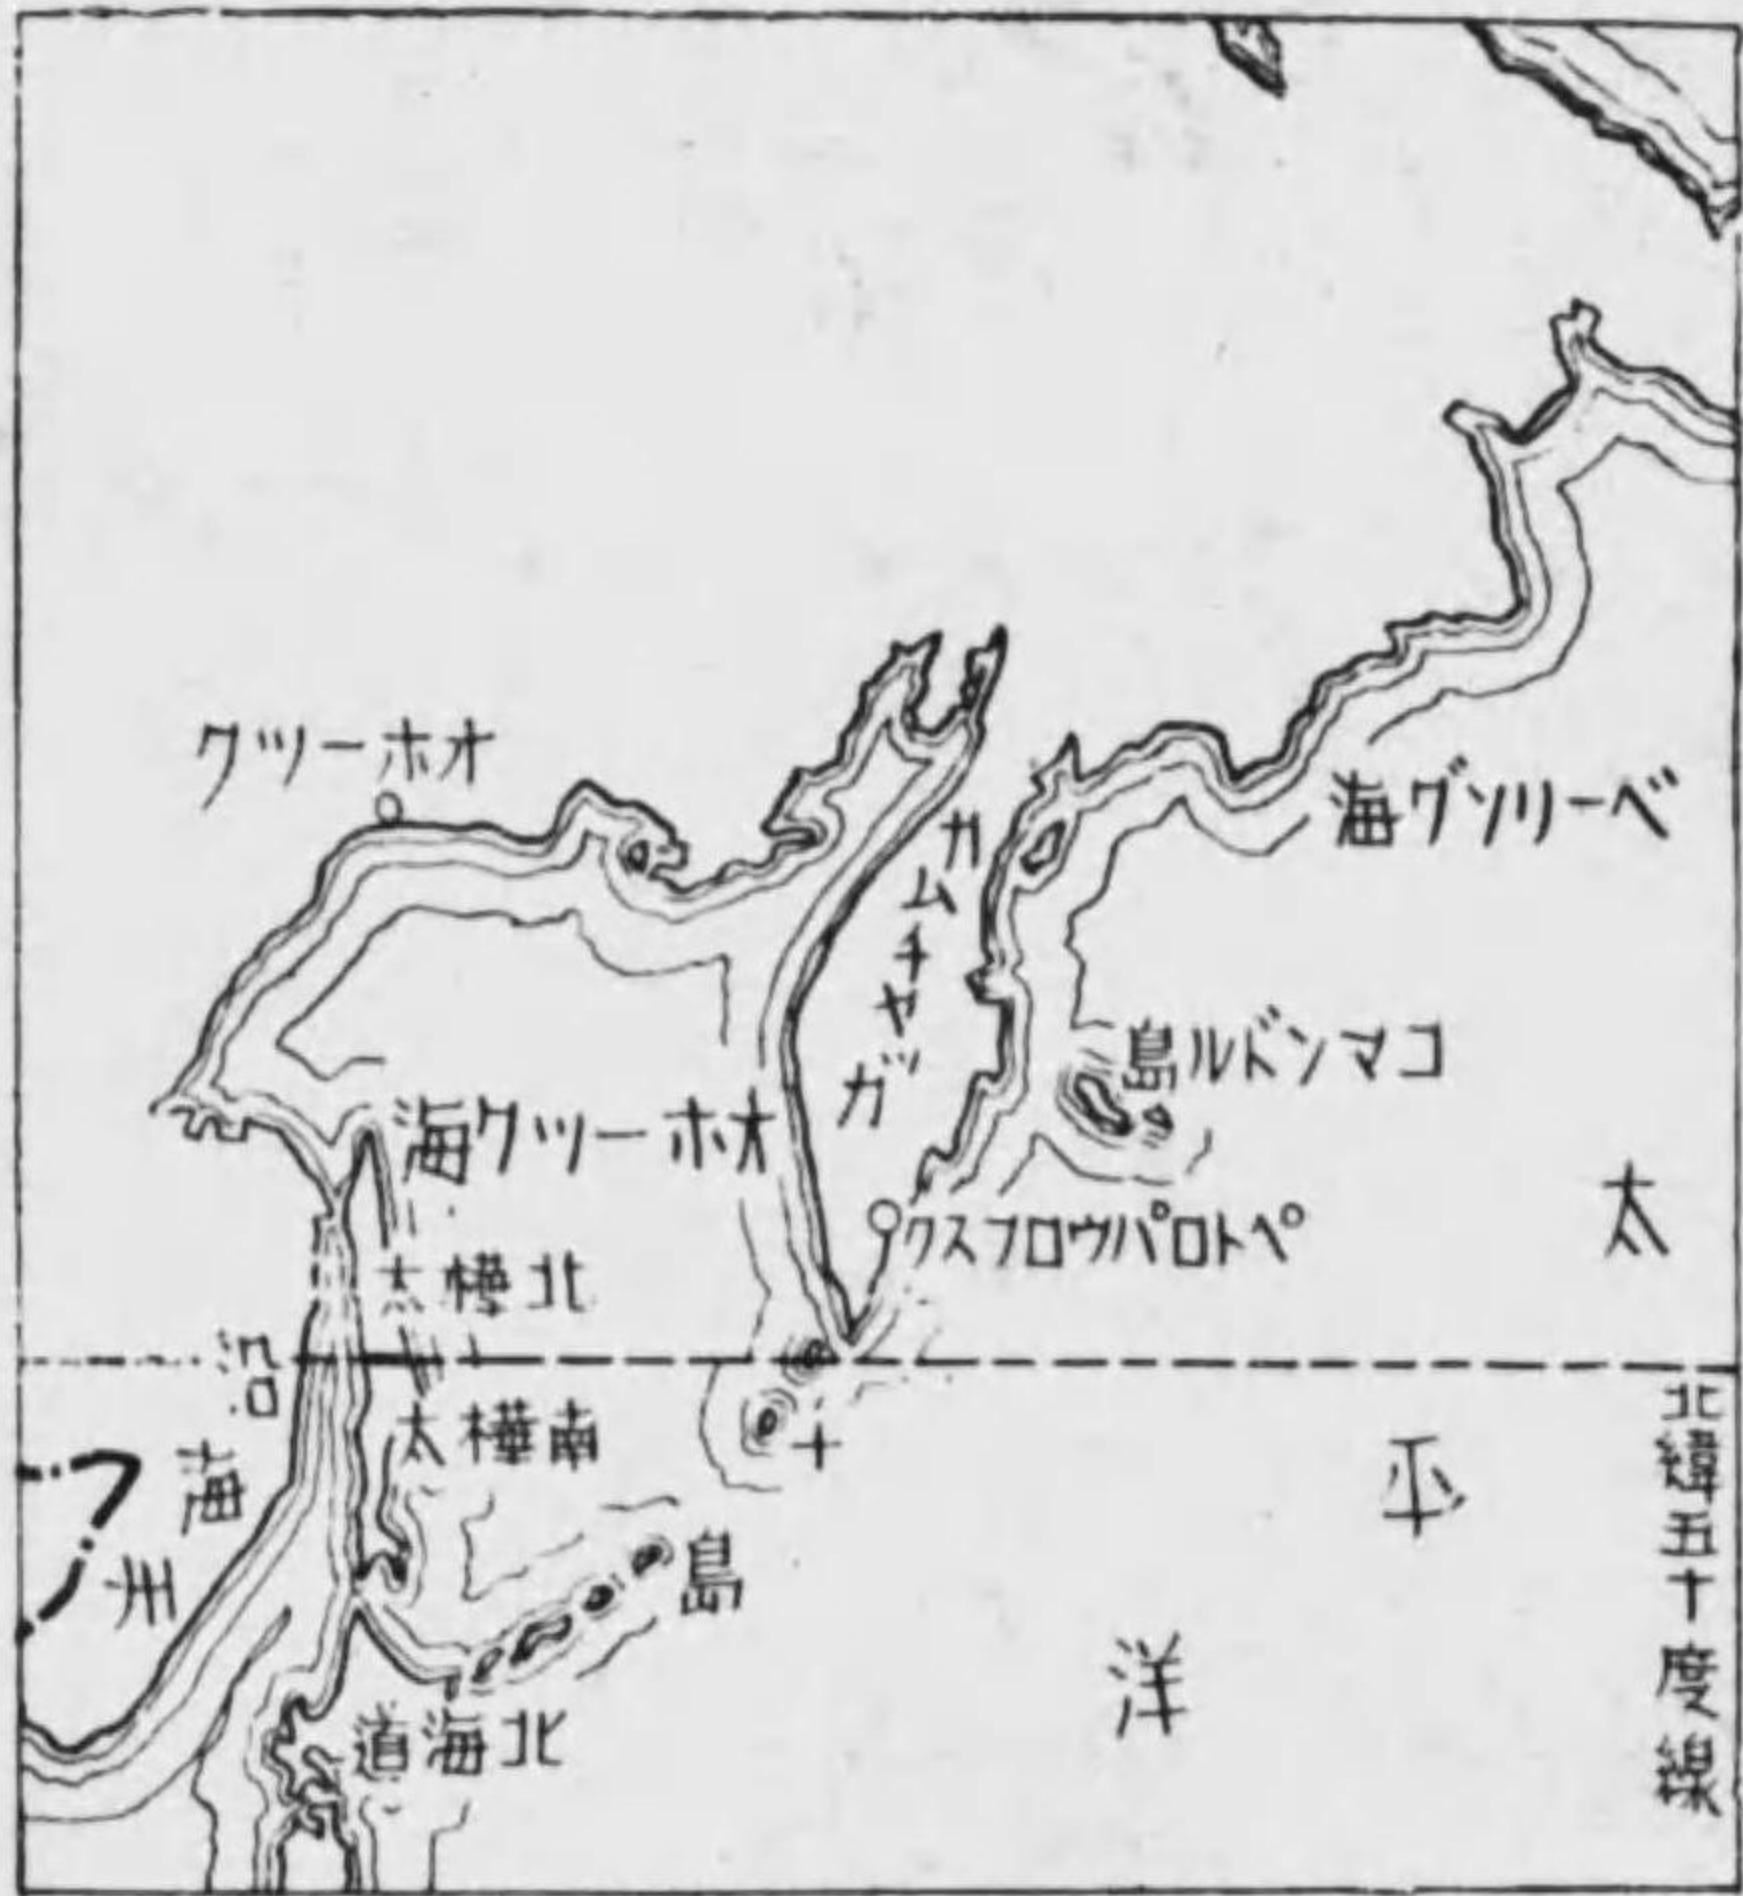 オホーツク
ベーリング海
カムチャッガ
コマンドル島
オホーツク海
ペトロパロウフスク
北樺太
南樺太
沿海州
千島
北海道
太平洋
北緯五十度線